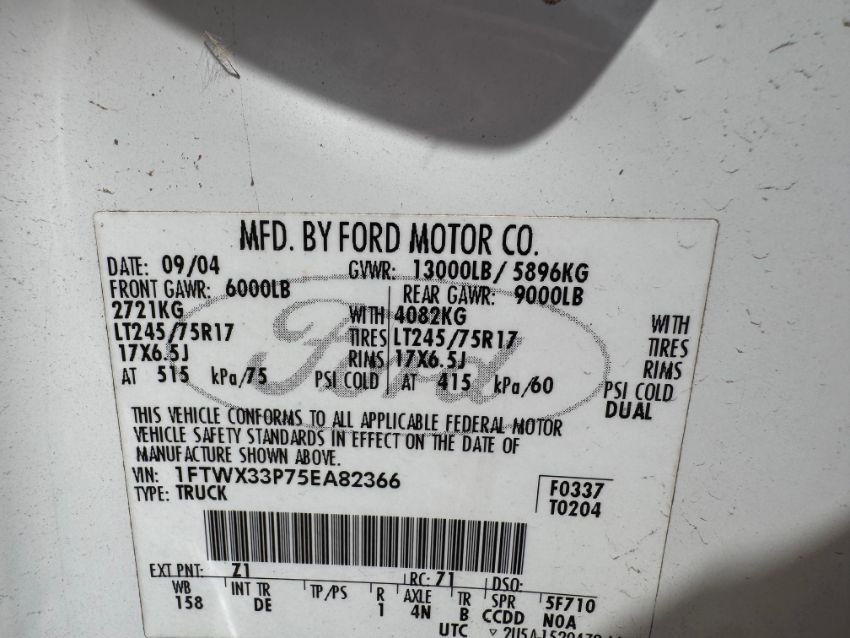 MFD. BY FORD MOTOR CO.
DATE: 09/04 GVWR: 13000LB/ 5896KG
FRONT GAWR: 6000LB REAR GAWR: 9000LB
2721KG WITH 4082KG WITH
LT245/75R17 TIRES LT245/75R17 TIRES
17X6.5J RIMS 17X6.5J RIMS
AT 515 kPa/75 PSI COLD AT 415 kPa/60 PSI COLD
DUAL
Ford
THIS VEHICLE CONFORMS TO ALL APPLICABLE FEDERAL MOTOR
VEHICLE SAFETY STANDARDS IN EFFECT ON THE DATE OF
MANUFACTURE SHOWN ABOVE.
VIN: 1FTWX33P75EA82366
TYPE: TRUCK
F0337
T0204
EXT PNT: Z1 RC: 71 DSO:
WB INT TR TP/PS R AXLE TR SPR 5F710
158 DE 1 4N B CCDD N0A
UTC